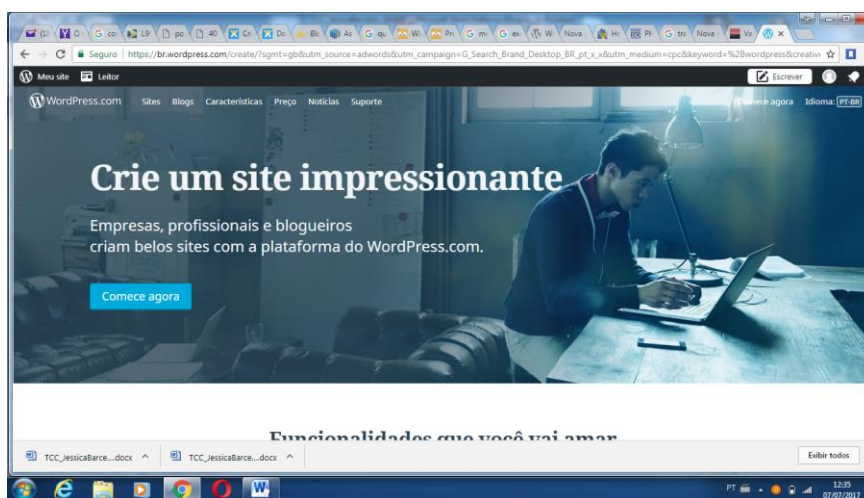 Seguro | https://br.wordpress.com/create/?sgmt=gb&utm_source=adwords&utm_campaign=G_Search_Brand_Desktop_BR_pt_x_x&utm_medium=cpc&keyword=%2Bwordpress&creativ
Meu site Leitor Escrever
WordPress.com Sites Blogs Características Preço Notícias Suporte agora Idioma: PT-BR
Crie um site impressionante
Empresas, profissionais e blogueiros
criam belos sites com a plataforma do WordPress.com.
Comece agora
Funcionalidades que você vai amar
TCC_JessicaBarce....docx TCC_JessicaBarce....docx Exibir todos
PT 12:35
07/07/2017